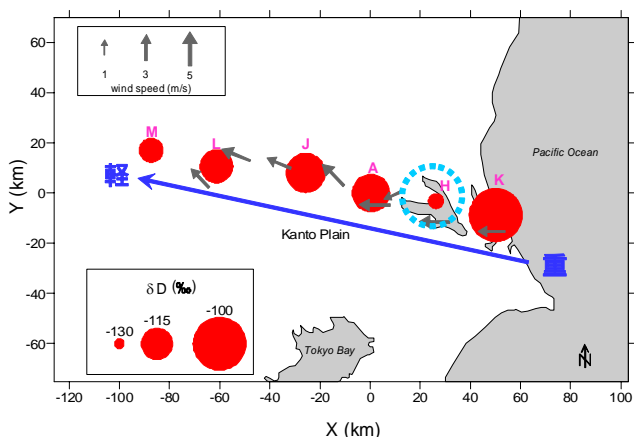 60
40
20
0
-20
-40
-60
Y (km)
-120
-100
-80
-60
-40
-20
0
20
40
60
80
100
X (km)
1
3
5
wind speed (m/s)
M
L
J
A
H
K
Pacific Ocean
軽
重
Kanto Plain
Tokyo Bay
N
δD (‰)
-130
-115
-100